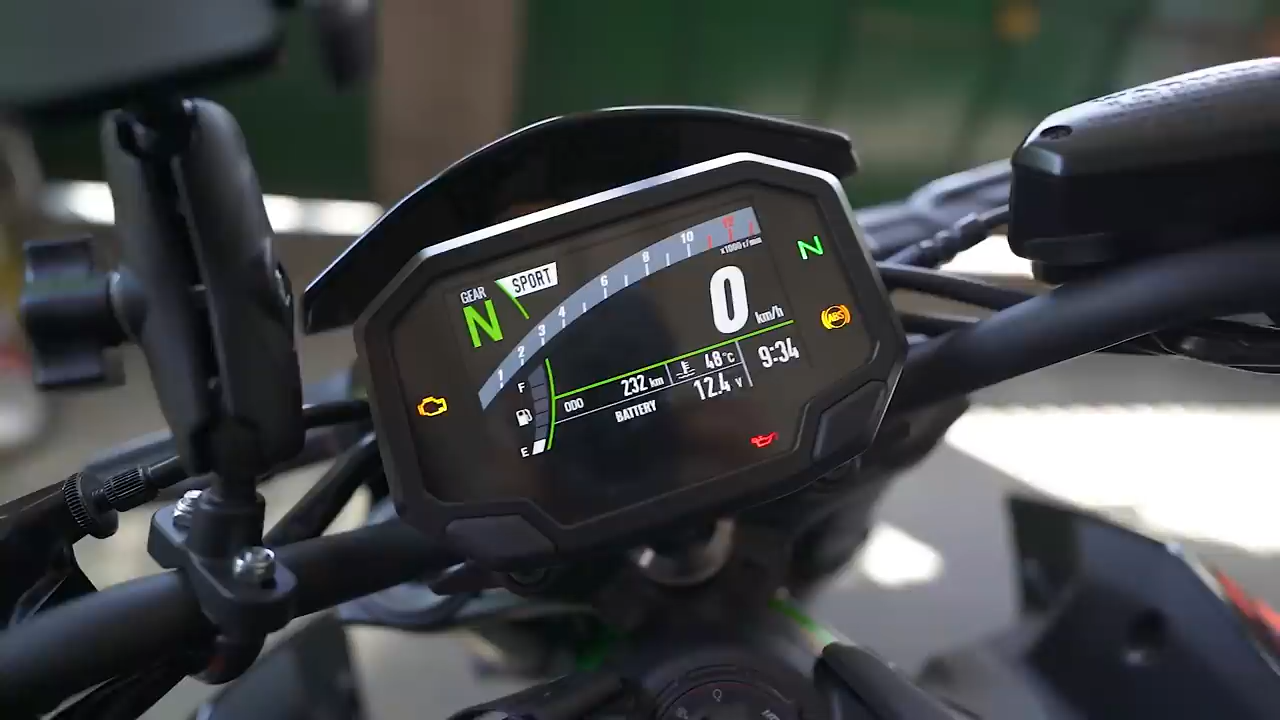 GEAR SPORT
N
1 2 3 4 6 8 10 12
x1000 r/min
N
0 km/h
ABS
F
E
ODO 232 km
48 °C
9:34
BATTERY 12.4 V